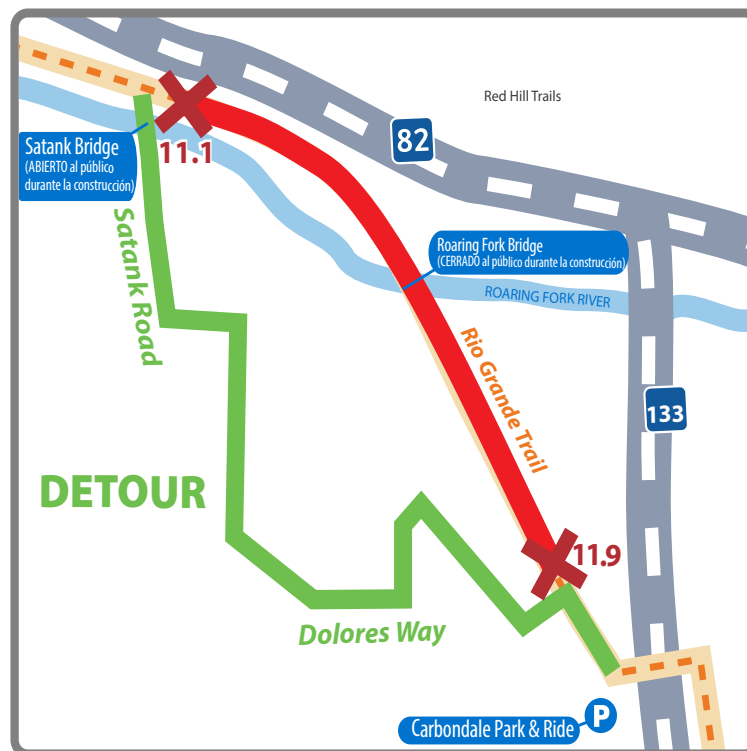 Red Hill Trails
82
Satank Bridge
(ABIERTO al público
durante la construcción)
11.1
Satank Road
Roaring Fork Bridge
(CERRADO al público durante la construcción)
ROARING FORK RIVER
Rio Grande Trail
133
DETOUR
11.9
Dolores Way
P
Carbondale Park & Ride